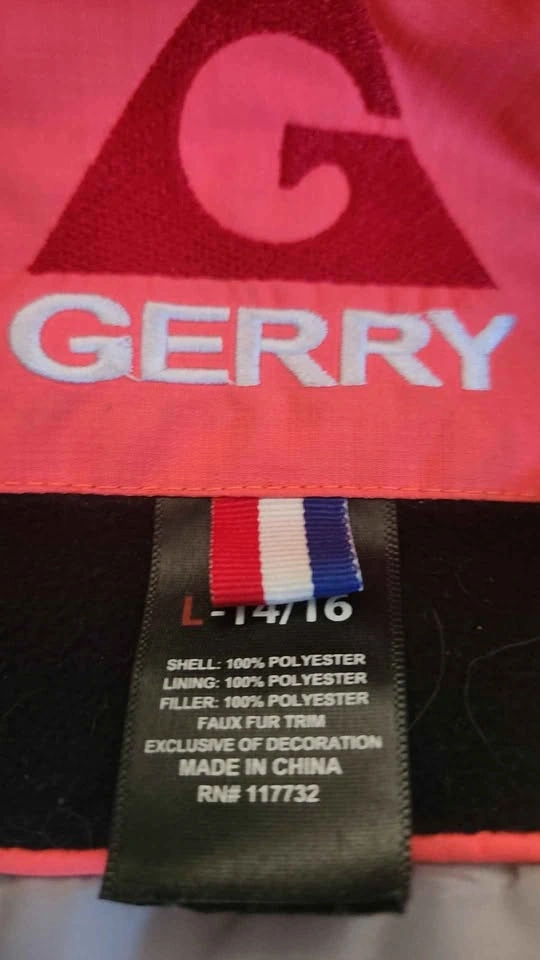 G
GERRY
L-14/16
SHELL: 100% POLYESTER
LINING: 100% POLYESTER
FILLER: 100% POLYESTER
FAUX FUR TRIM
EXCLUSIVE OF DECORATION
MADE IN CHINA
RN# 117732